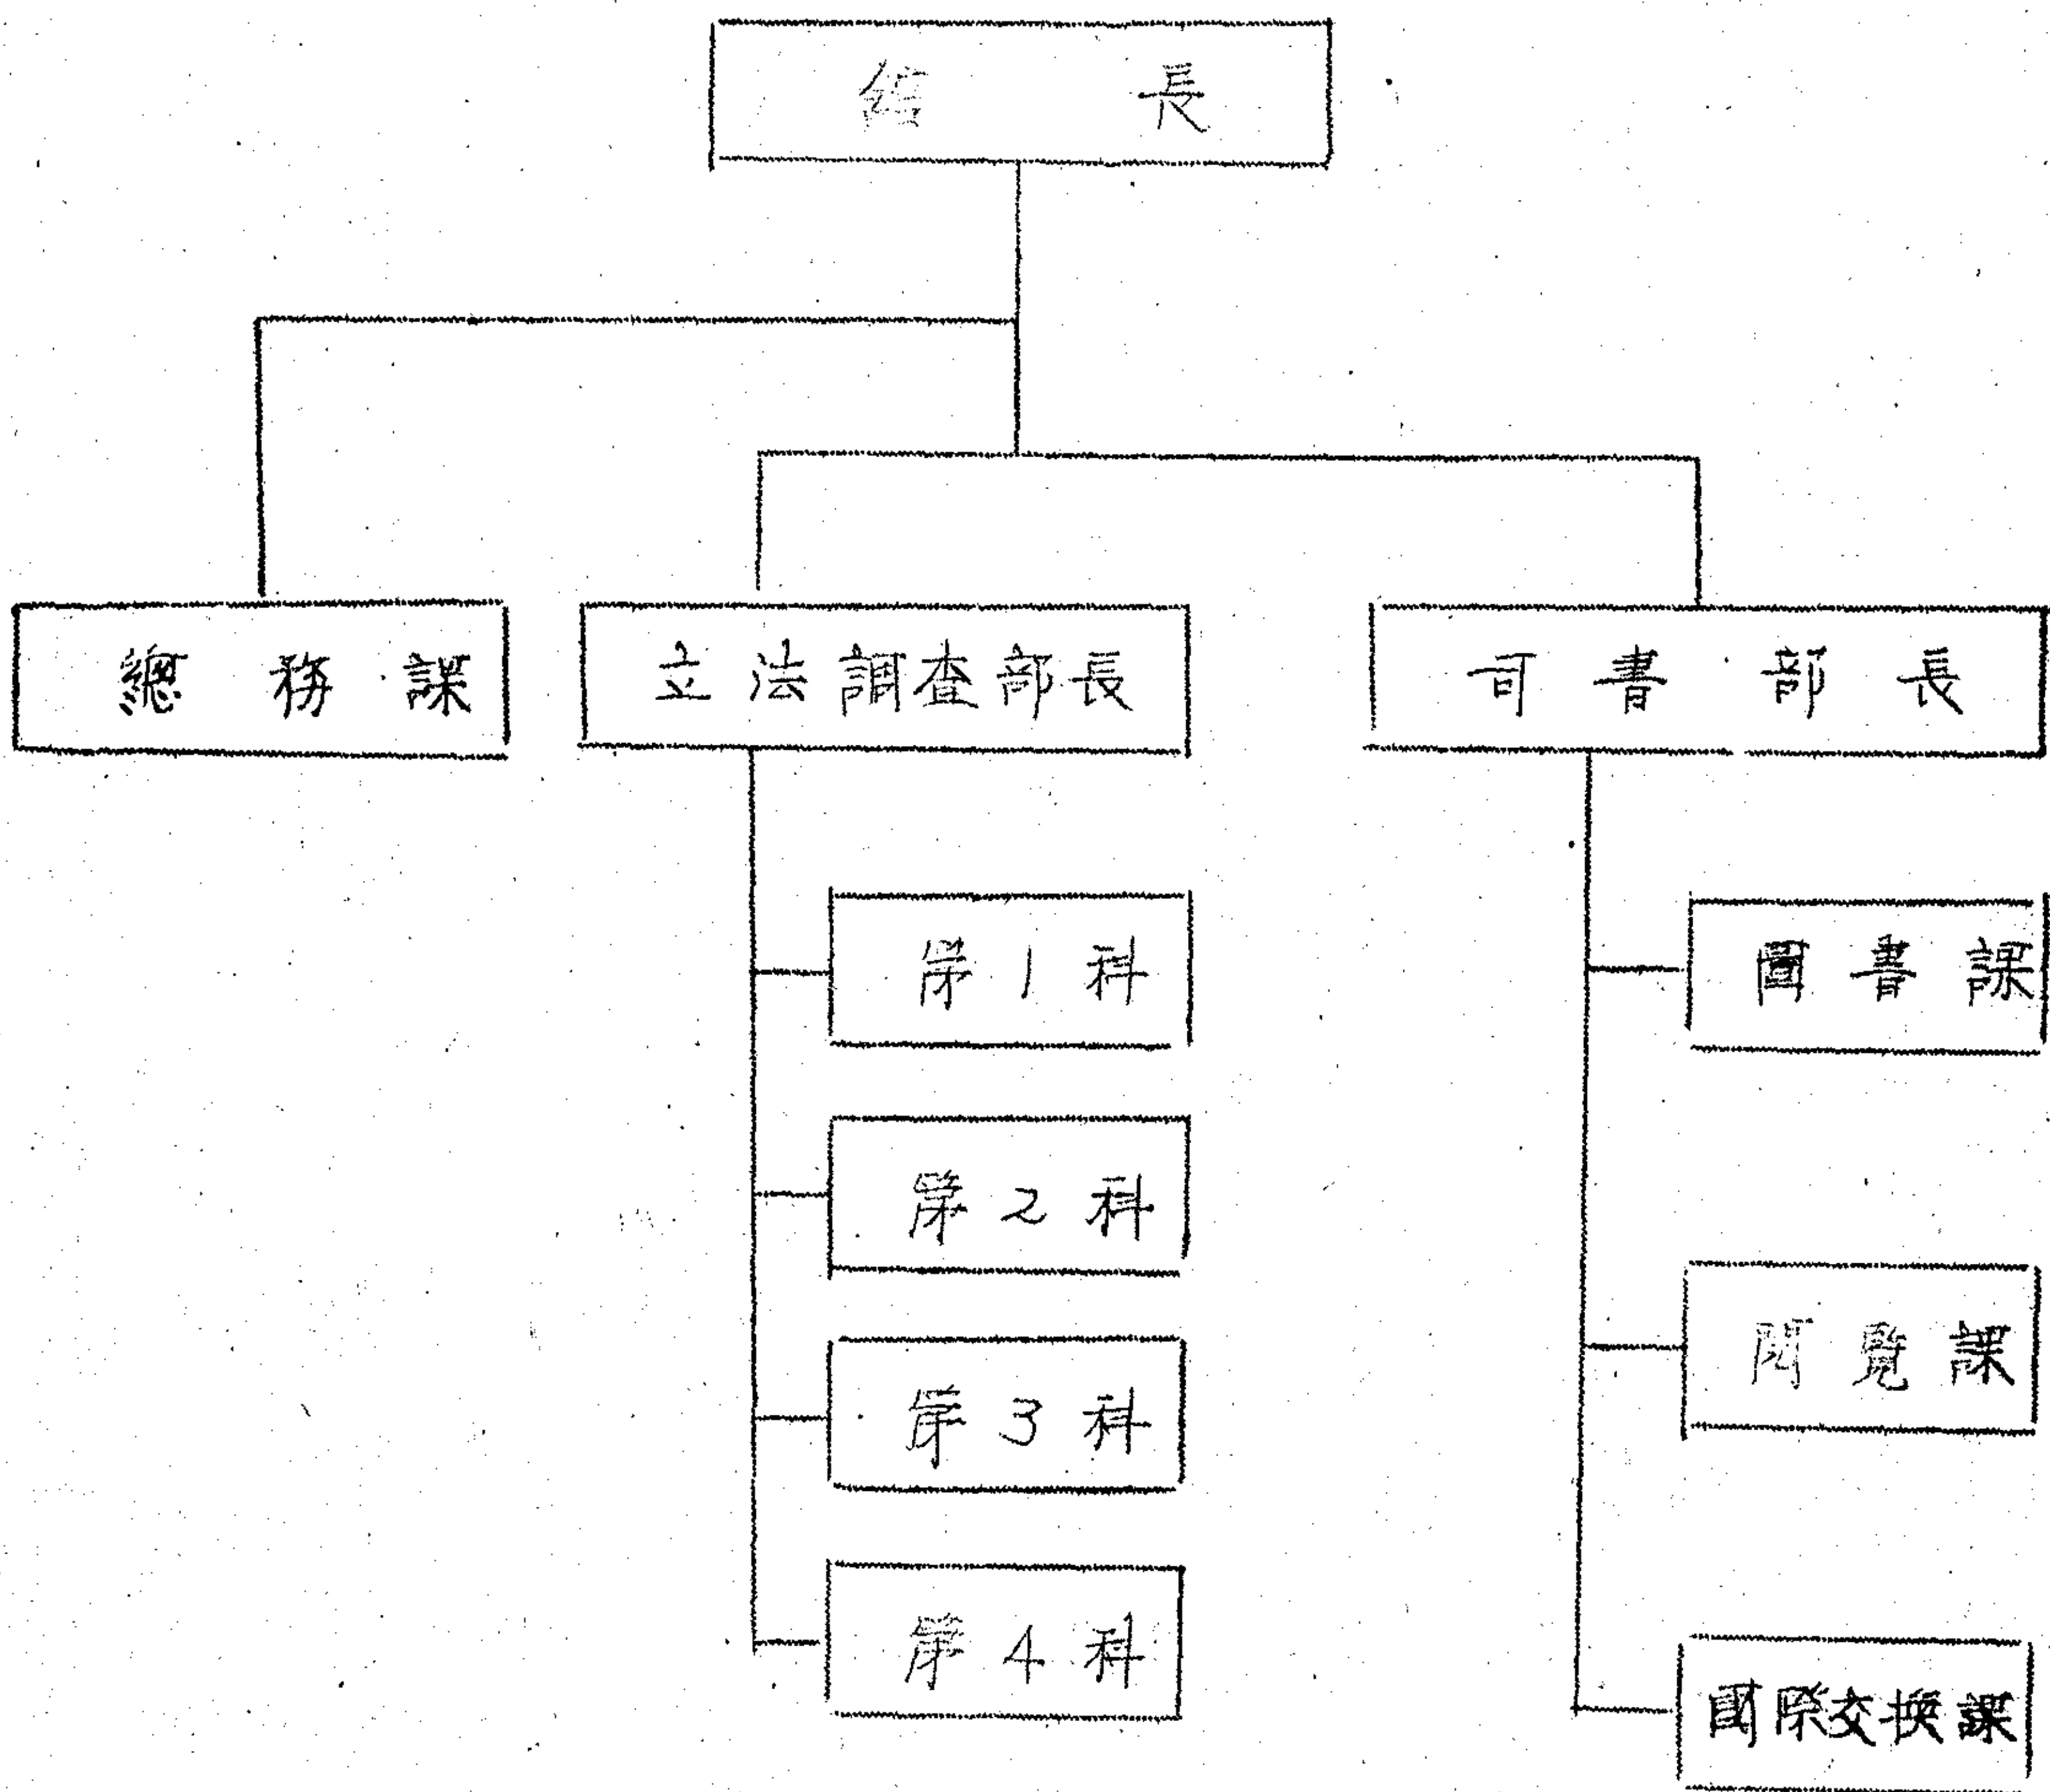 館長
總務課
立法調査部長
司書部長
第1科
第2科
第3科
第4科
圖書課
閲覧課
國際交換課